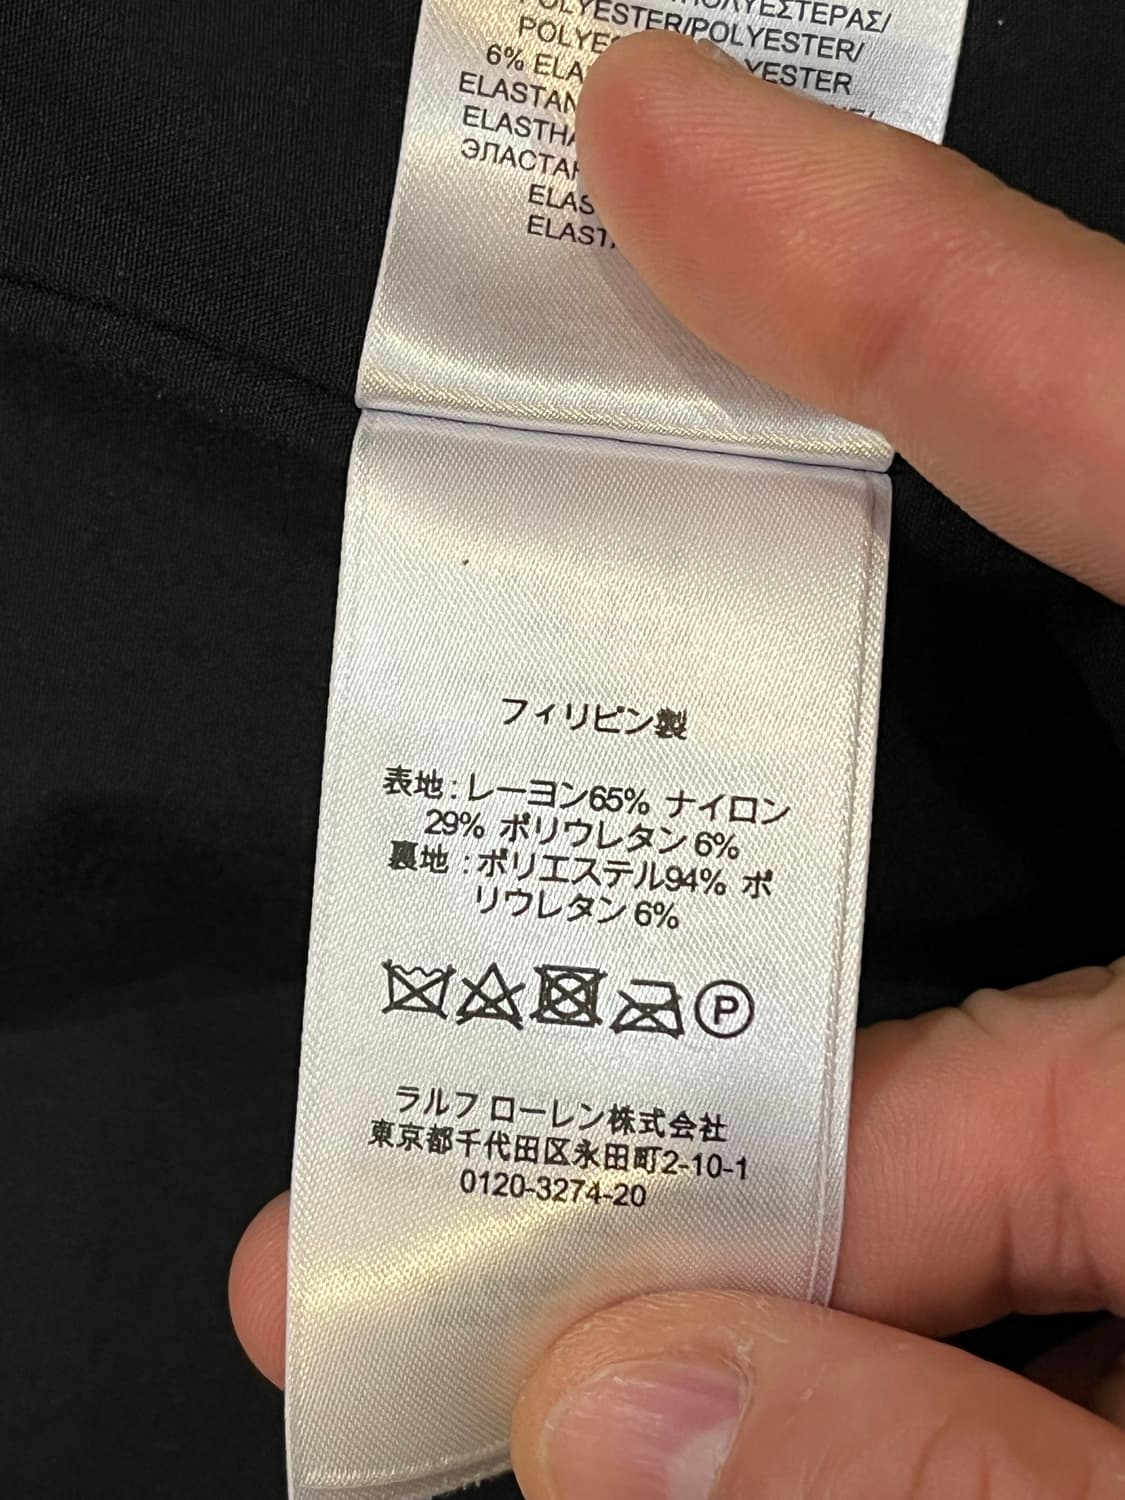 POLYESTER/POLYESTER/
6% ELA
ELASTAN
ELASTHA
ЭЛАСТАН
ELAS
ELAST
フィリピン製
表地:レーヨン65% ナイロン
29% ポリウレタン6%
裏地:ポリエステル94% ポ
リウレタン6%
P
ラルフ ローレン株式会社
東京都千代田区永田町2-10-1
0120-3274-20